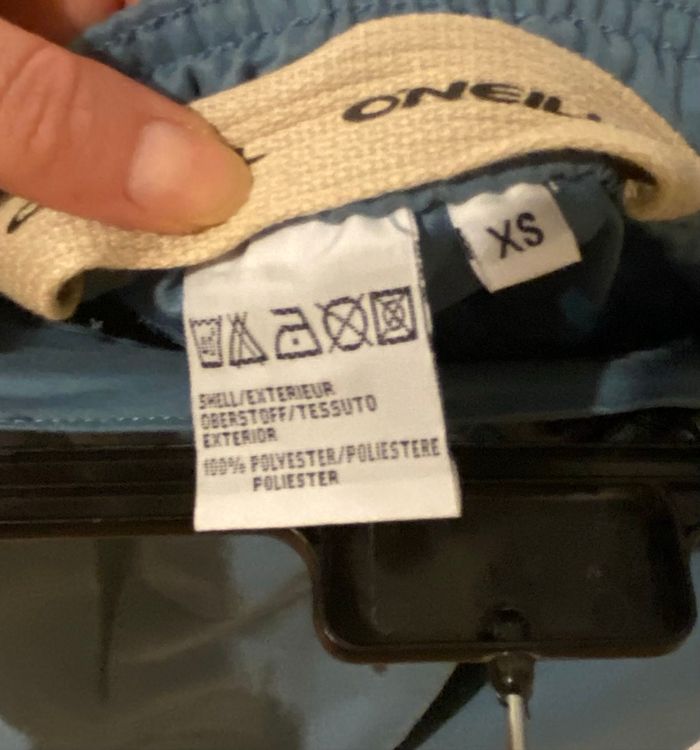 O'NEILL
XS
SHELL/EXTERIEUR
OBERSTOFF/TESSUTO
EXTERIOR
100% POLYESTER/POLIESTERE
POLIESTER